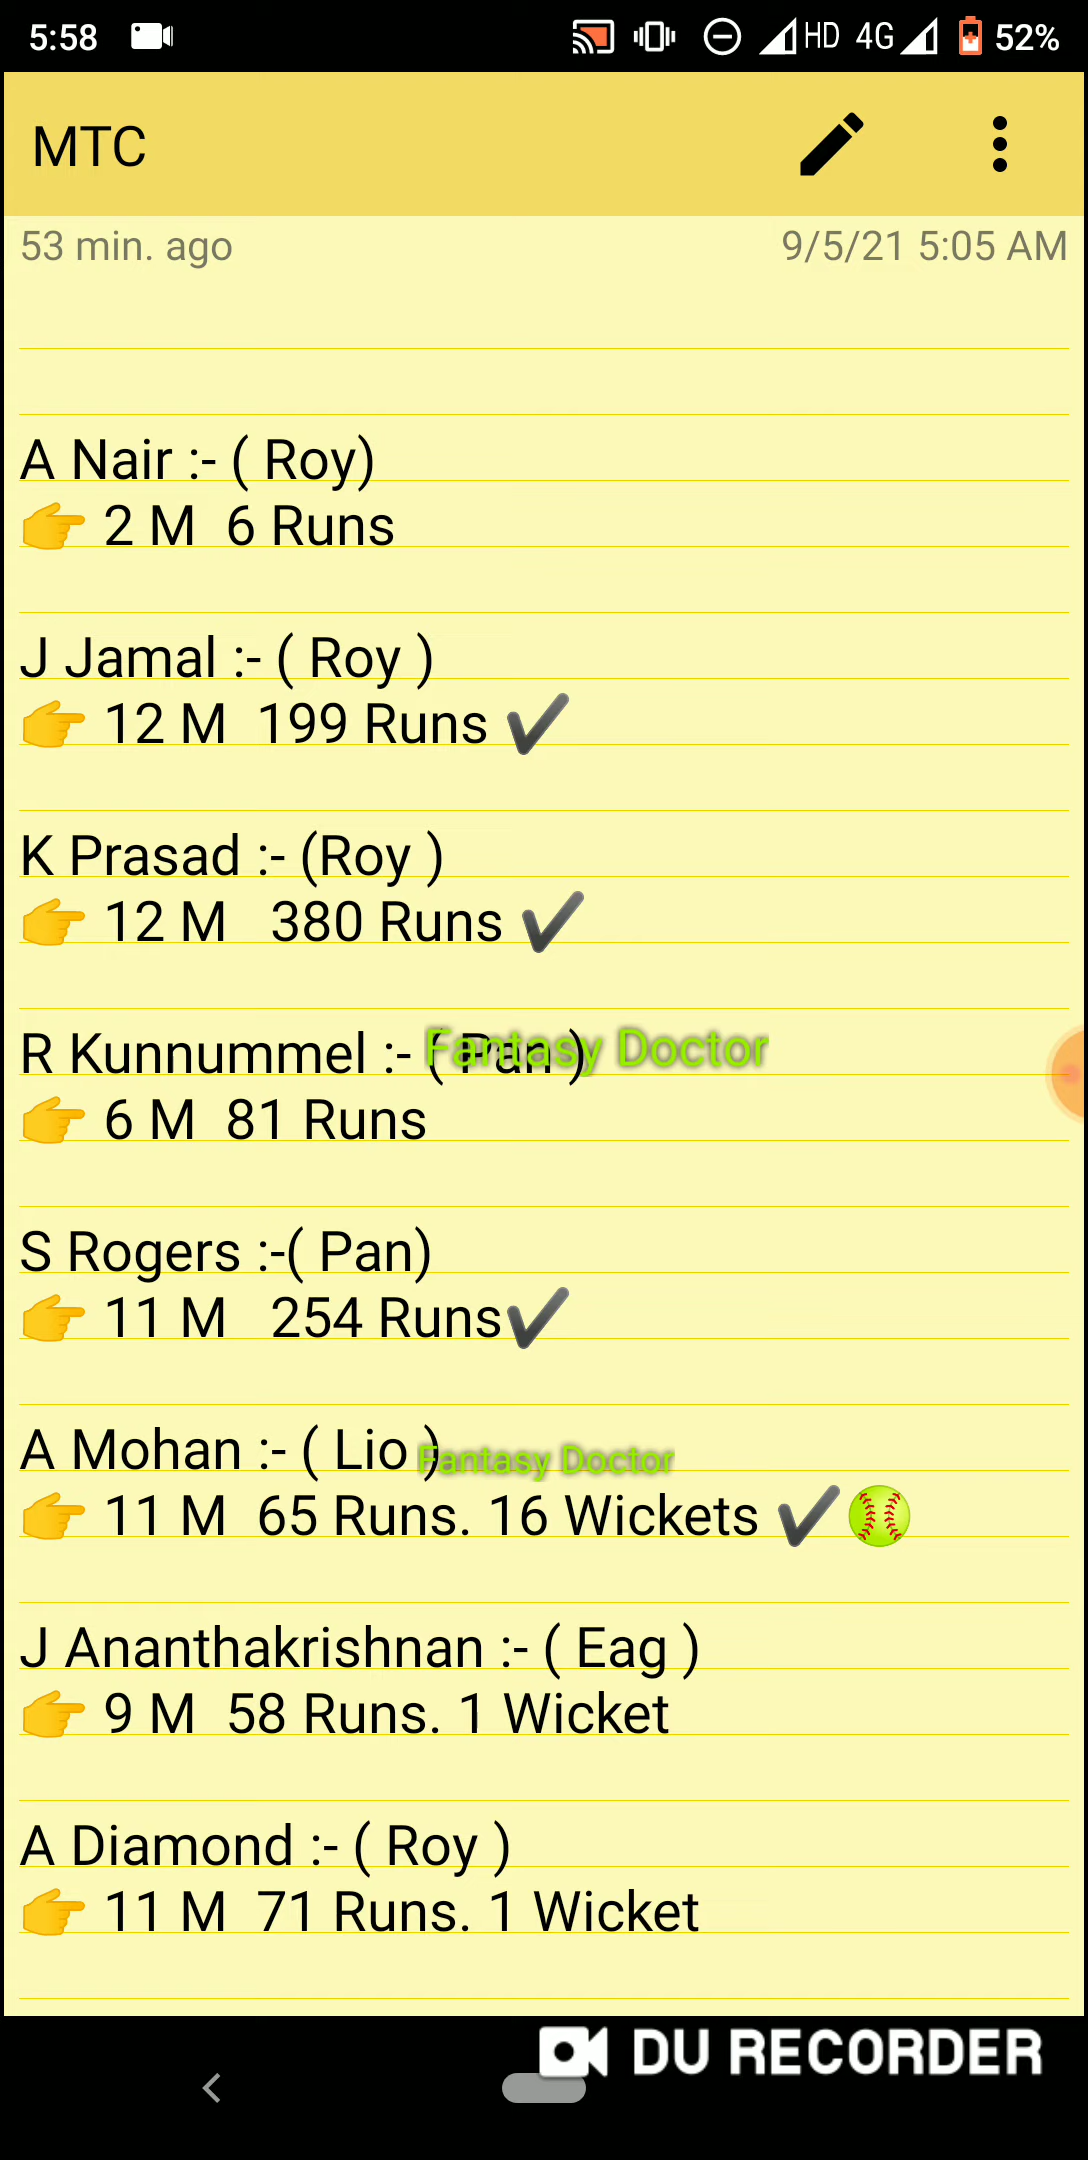 5:58 HD 4G 52%
MTC
53 min. ago 9/5/21 5:05 AM
A Nair :- ( Roy)
👉 2 M 6 Runs
J Jamal :- ( Roy )
👉 12 M 199 Runs ✔
K Prasad :- (Roy )
👉 12 M 380 Runs ✔
R Kunnummel :- ( Pan )
Fantasy Doctor
👉 6 M 81 Runs
S Rogers :-( Pan)
👉 11 M 254 Runs✔
A Mohan :- ( Lio )
Fantasy Doctor
👉 11 M 65 Runs. 16 Wickets ✔🥎
J Ananthakrishnan :- ( Eag )
👉 9 M 58 Runs. 1 Wicket
A Diamond :- ( Roy )
👉 11 M 71 Runs. 1 Wicket
DU RECORDER